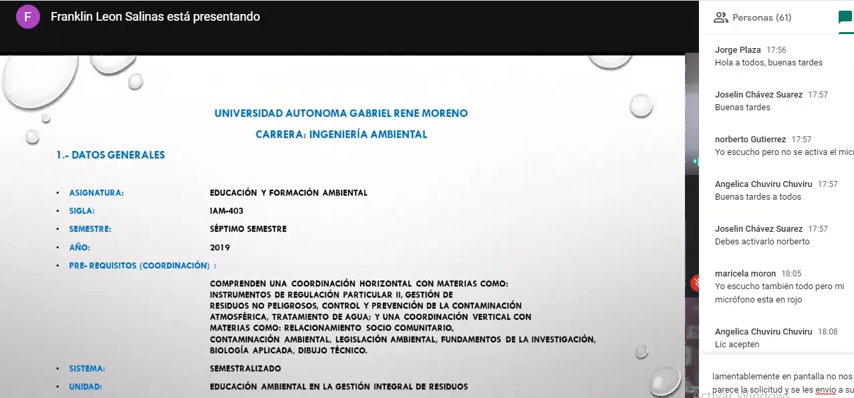 F
Franklin Leon Salinas está presentando
Personas (61)
UNIVERSIDAD AUTONOMA GABRIEL RENE MORENO
CARRERA: INGENIERÍA AMBIENTAL
1.- DATOS GENERALES
• ASIGNATURA: EDUCACIÓN Y FORMACIÓN AMBIENTAL
• SIGLA: IAM-403
• SEMESTRE: SÉPTIMO SEMESTRE
• AÑO: 2019
• PRE- REQUISITOS (COORDINACIÓN) :
COMPRENDEN UNA COORDINACIÓN HORIZONTAL CON MATERIAS COMO:
INSTRUMENTOS DE REGULACIÓN PARTICULAR II, GESTIÓN DE
RESIDUOS NO PELIGROSOS, CONTROL Y PREVENCIÓN DE LA CONTAMINACIÓN
ATMOSFÉRICA, TRATAMIENTO DE AGUA; Y UNA COORDINACIÓN VERTICAL CON
MATERIAS COMO: RELACIONAMIENTO SOCIO COMUNITARIO,
CONTAMINACIÓN AMBIENTAL, LEGISLACIÓN AMBIENTAL, FUNDAMENTOS DE LA INVESTIGACIÓN,
BIOLOGÍA APLICADA, DIBUJO TÉCNICO.
• SISTEMA: SEMESTRALIZADO
• UNIDAD: EDUCACIÓN AMBIENTAL EN LA GESTIÓN INTEGRAL DE RESIDUOS
Jorge Plaza 17:56
Hola a todos, buenas tardes
Joselin Chávez Suarez 17:57
Buenas tardes
norberto Gutierrez 17:57
Yo escucho pero no se activa el mic
Angelica Chuviru Chuviru 17:57
Buenas tardes a todos
Joselin Chávez Suarez 17:57
Debes activarlo norberto
maricela moron 18:05
Yo escucho también todo pero mi
micrófono esta en rojo
Angelica Chuviru Chuviru 18:08
Lic acepten
lamentablemente en pantalla no nos
parece la solicitud y se les envio a su
Activar Windows